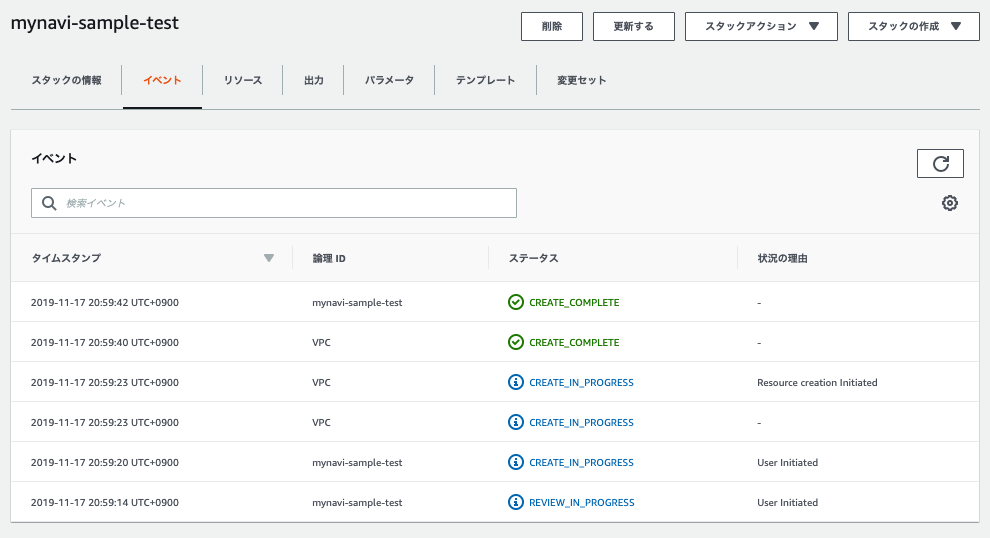 mynavi-sample-test
削除 更新する スタックアクション スタックの作成
スタックの情報 イベント リソース 出力 パラメータ テンプレート 変更セット
イベント
検索イベント
タイムスタンプ 論理 ID ステータス 状況の理由
2019-11-17 20:59:42 UTC+0900 mynavi-sample-test CREATE_COMPLETE -
2019-11-17 20:59:40 UTC+0900 VPC CREATE_COMPLETE -
2019-11-17 20:59:23 UTC+0900 VPC CREATE_IN_PROGRESS Resource creation Initiated
2019-11-17 20:59:23 UTC+0900 VPC CREATE_IN_PROGRESS -
2019-11-17 20:59:20 UTC+0900 mynavi-sample-test CREATE_IN_PROGRESS User Initiated
2019-11-17 20:59:14 UTC+0900 mynavi-sample-test REVIEW_IN_PROGRESS User Initiated